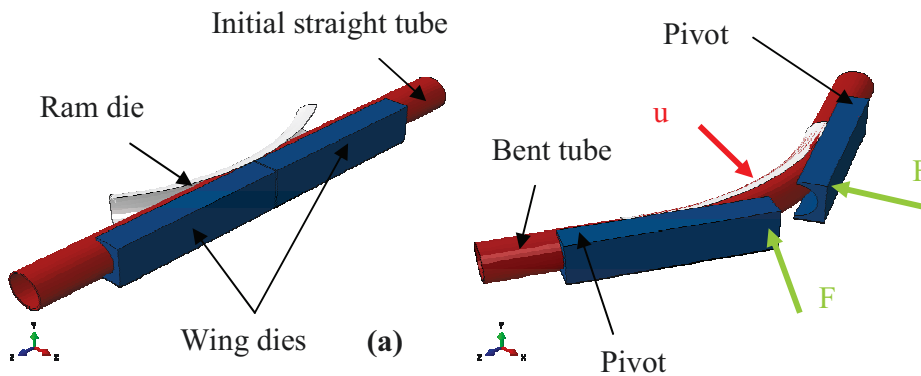 Initial straight tube
Ram die
Wing dies
(a)
Y
Z
X
Pivot
u
Bent tube
F
F
Pivot
Y
Z
X